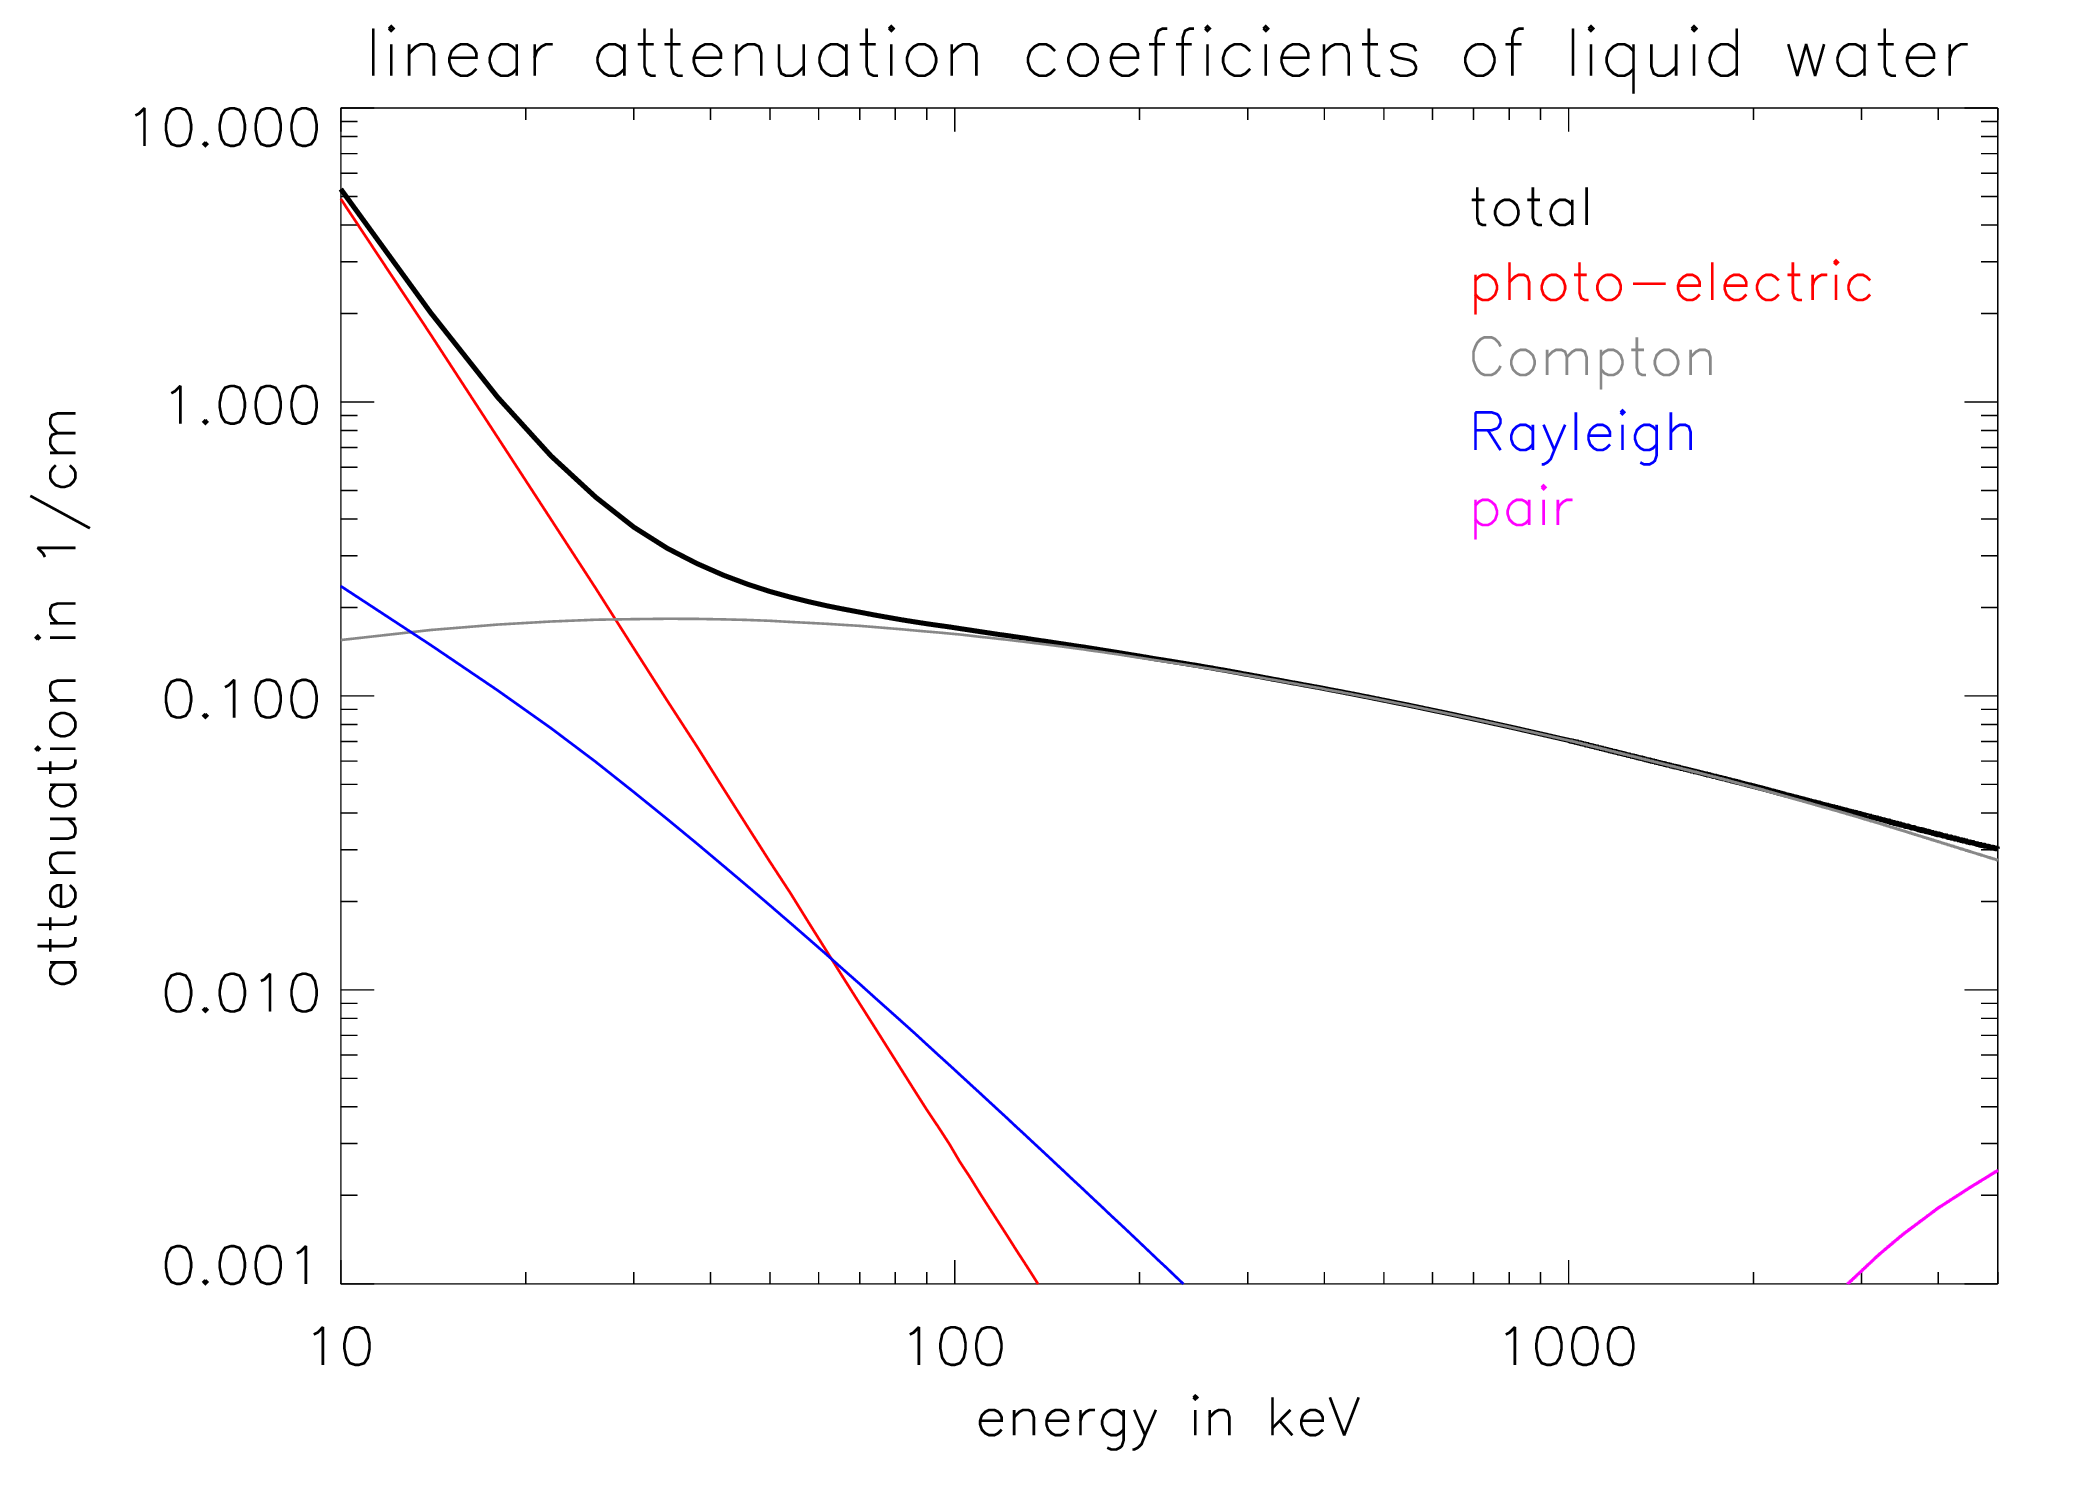 linear attenuation coefficients of liquid water
10.000
1.000
0.100
0.010
0.001
attenuation in 1/cm
total
photo-electric
Compton
Rayleigh
pair
10 100 1000
energy in keV